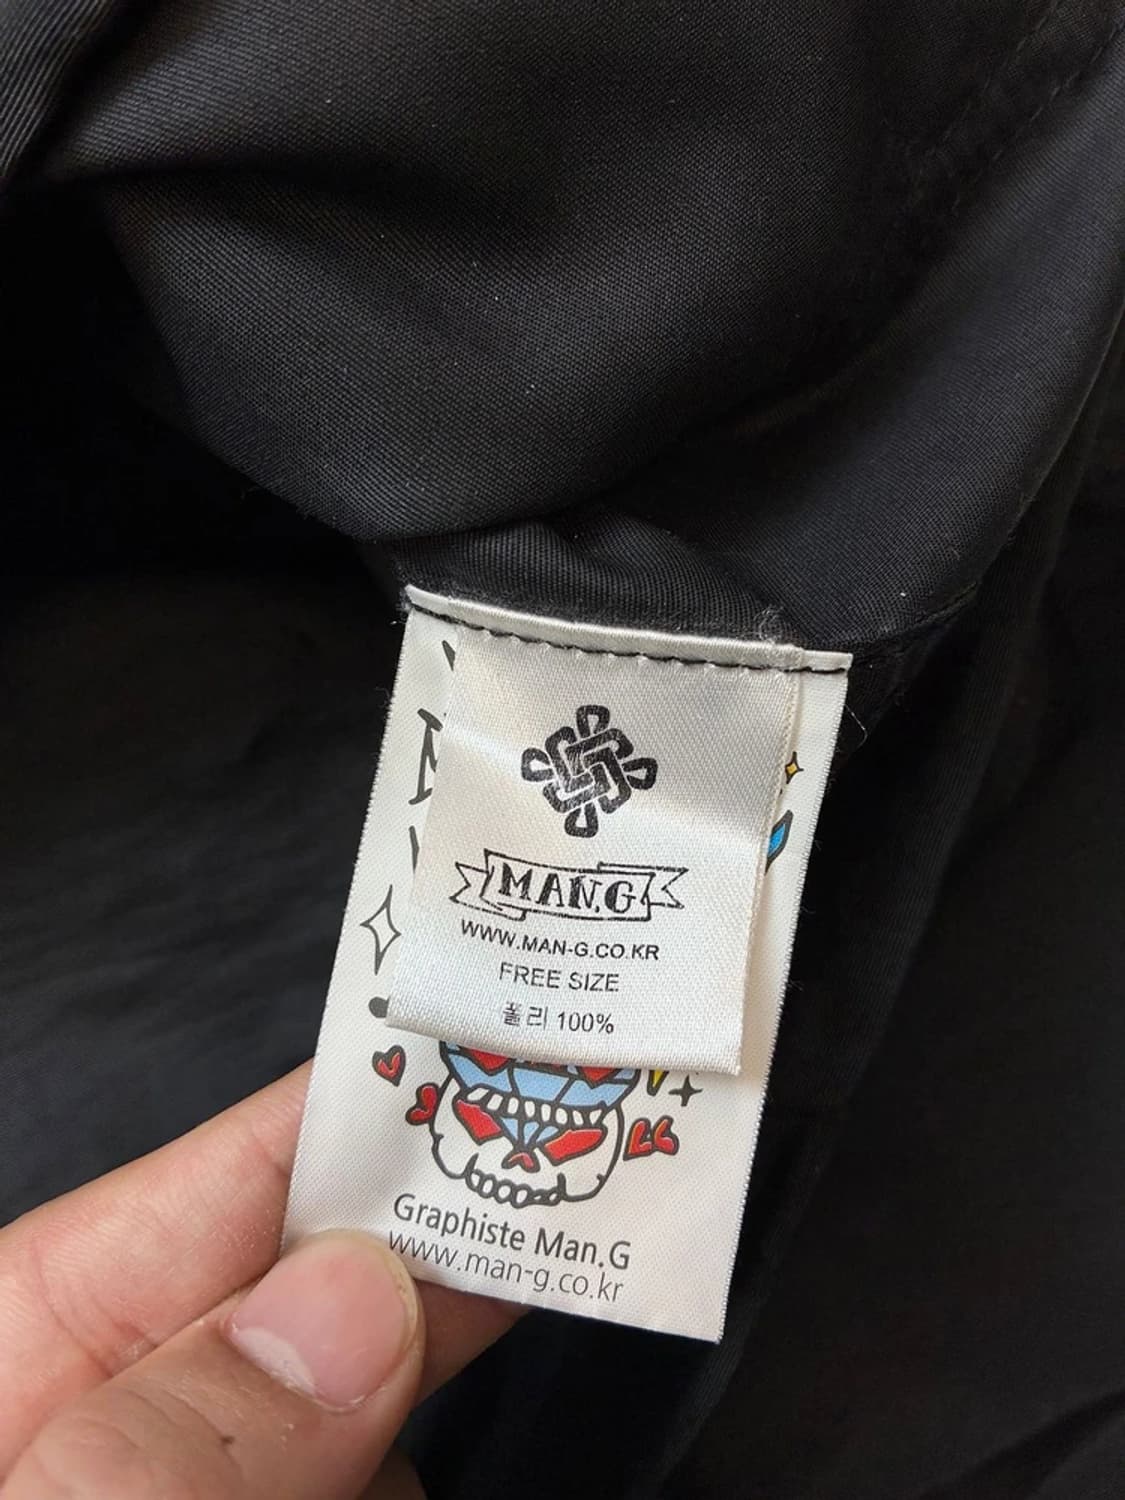 MAN.G
WWW.MAN-G.CO.KR
FREE SIZE
폴리 100%
Graphiste Man.G
www.man-g.co.kr